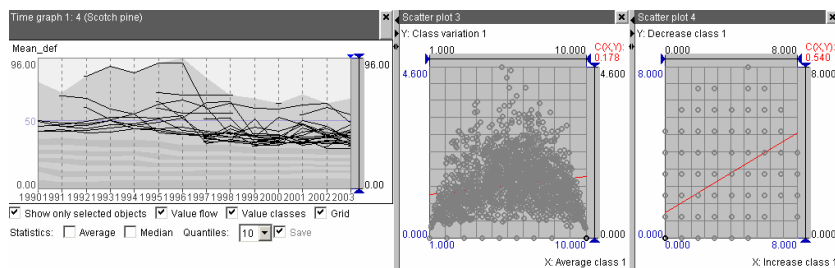 Time graph 1: 4 (Scotch pine)
Mean_def
96.00 96.00
50
0.00 0.00
1990 1991 1992 1993 1994 1995 1996 1997 1998 1999 2000 2001 2002 2003
Show only selected objects Value flow Value classes Grid
Statistics: Average Median Quantiles: 10 Save
Scatter plot 3
Y: Class variation 1
1.000 10.000 C(X,Y):
0.178
4.600 4.600
0.000 0.000
1.000 10.000
X: Average class 1
Scatter plot 4
Y: Decrease class 1
0.000 8.000 C(X,Y):
0.540
8.000 8.000
0.000 0.000
0.000 8.000
X: Increase class 1